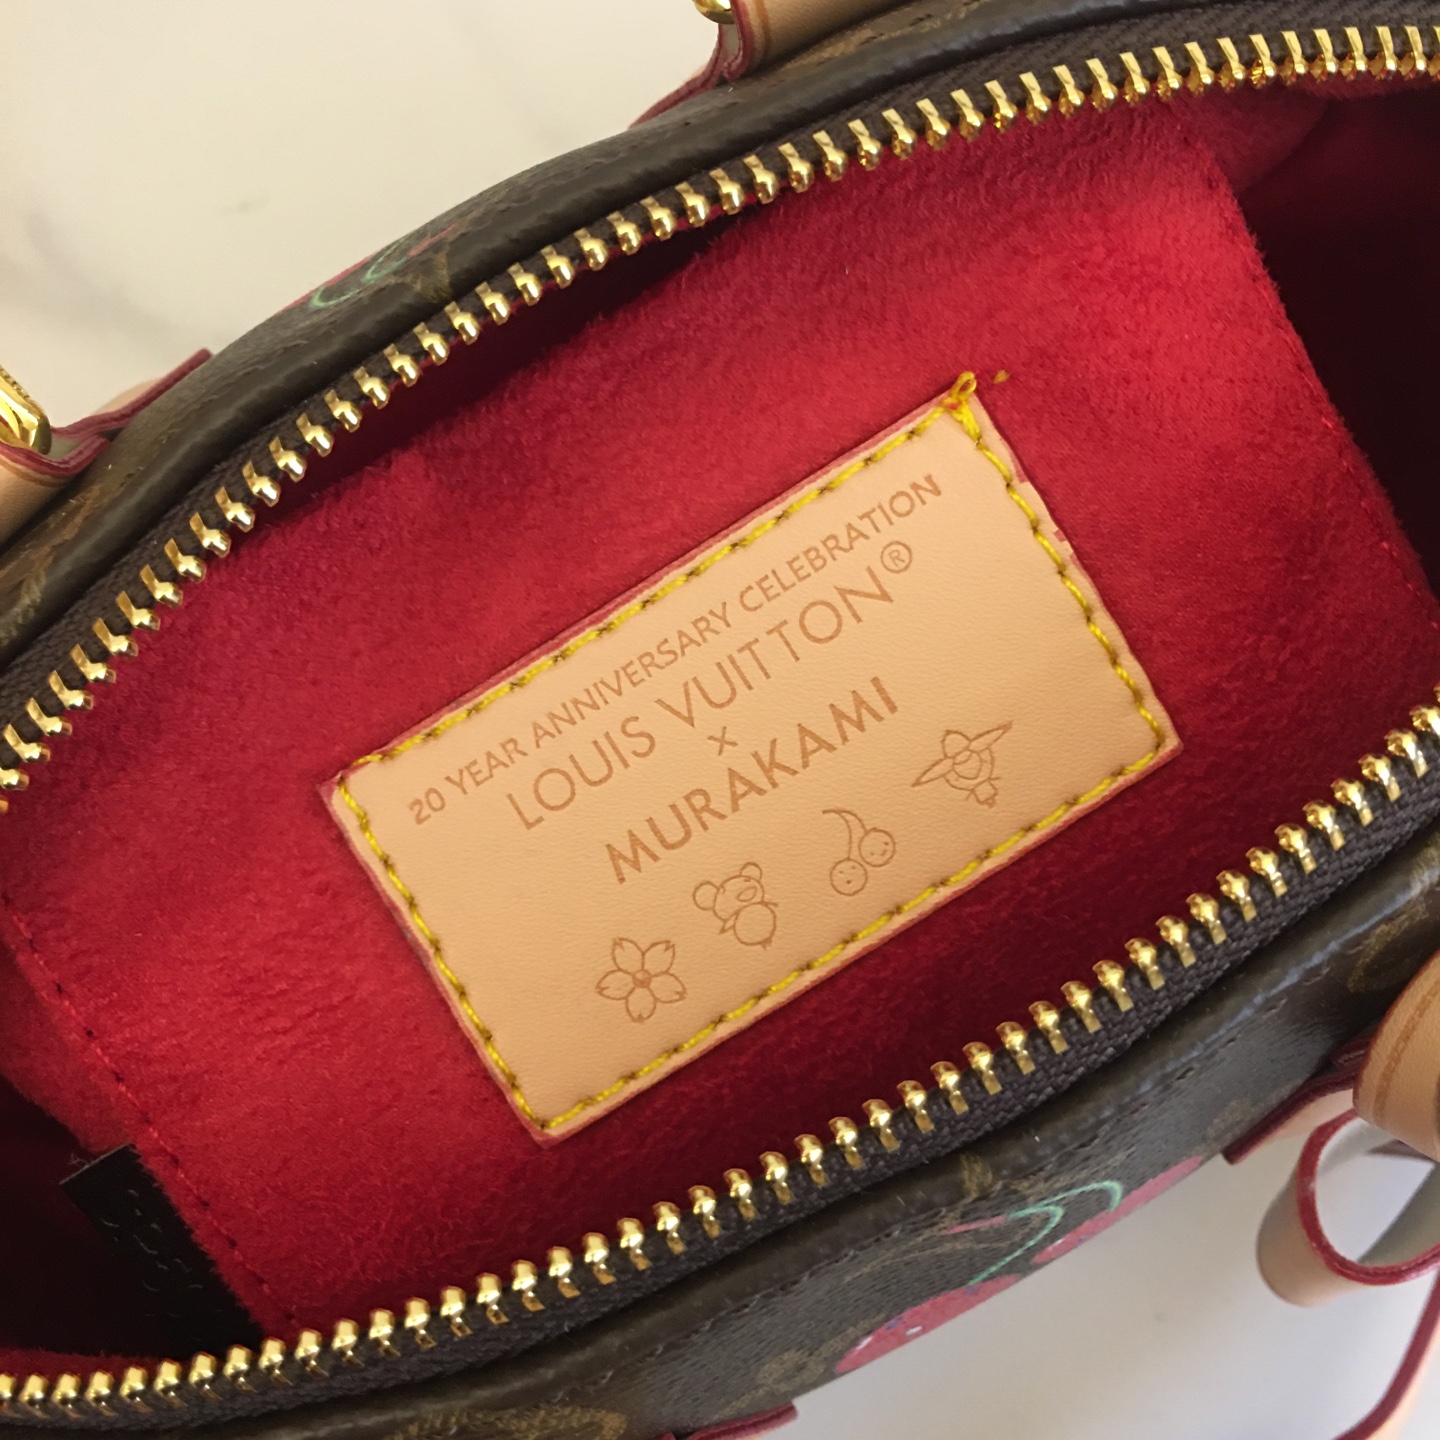 20 YEAR ANNIVERSARY CELEBRATION
LOUIS VUITTON®
×
MURAKAMI